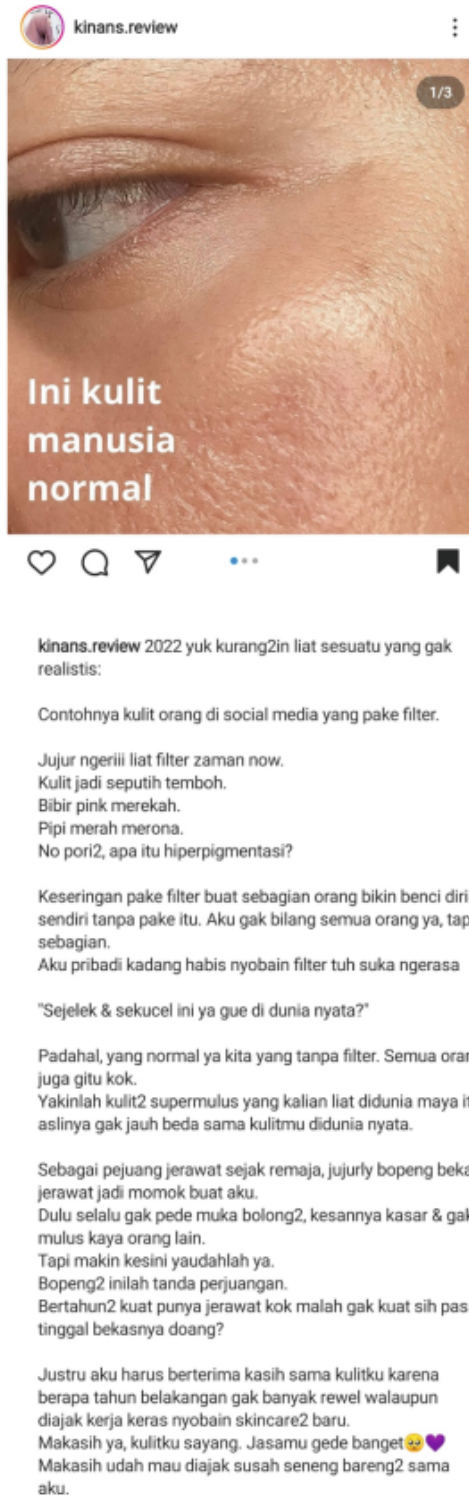 kinans.review
1/3
Ini kulit
manusia
normal
kinans.review 2022 yuk kurang2in liat sesuatu yang gak
realistis:
Contohnya kulit orang di social media yang pake filter.
Jujur ngeriii liat filter zaman now.
Kulit jadi seputih temboh.
Bibir pink merekah.
Pipi merah merona.
No pori2, apa itu hiperpigmentasi?
Keseringan pake filter buat sebagian orang bikin benci diri
sendiri tanpa pake itu. Aku gak bilang semua orang ya, tap
sebagian.
Aku pribadi kadang habis nyobain filter tuh suka ngerasa
"Sejelek & sekucel ini ya gue di dunia nyata?"
Padahal, yang normal ya kita yang tanpa filter. Semua oran
juga gitu kok.
Yakinlah kulit2 supermulus yang kalian liat didunia maya it
aslinya gak jauh beda sama kulitmu didunia nyata.
Sebagai pejuang jerawat sejak remaja, jujurly bopeng beka
jerawat jadi momok buat aku.
Dulu selalu gak pede muka bolong2, kesannya kasar & gak
mulus kaya orang lain.
Tapi makin kesini yaudahlah ya.
Bopeng2 inilah tanda perjuangan.
Bertahun2 kuat punya jerawat kok malah gak kuat sih pas
tinggal bekasnya doang?
Justru aku harus berterima kasih sama kulitku karena
berapa tahun belakangan gak banyak rewel walaupun
diajak kerja keras nyobain skincare2 baru.
Makasih ya, kulitku sayang. Jasamu gede banget🥺💜
Makasih udah mau diajak susah seneng bareng2 sama
aku.